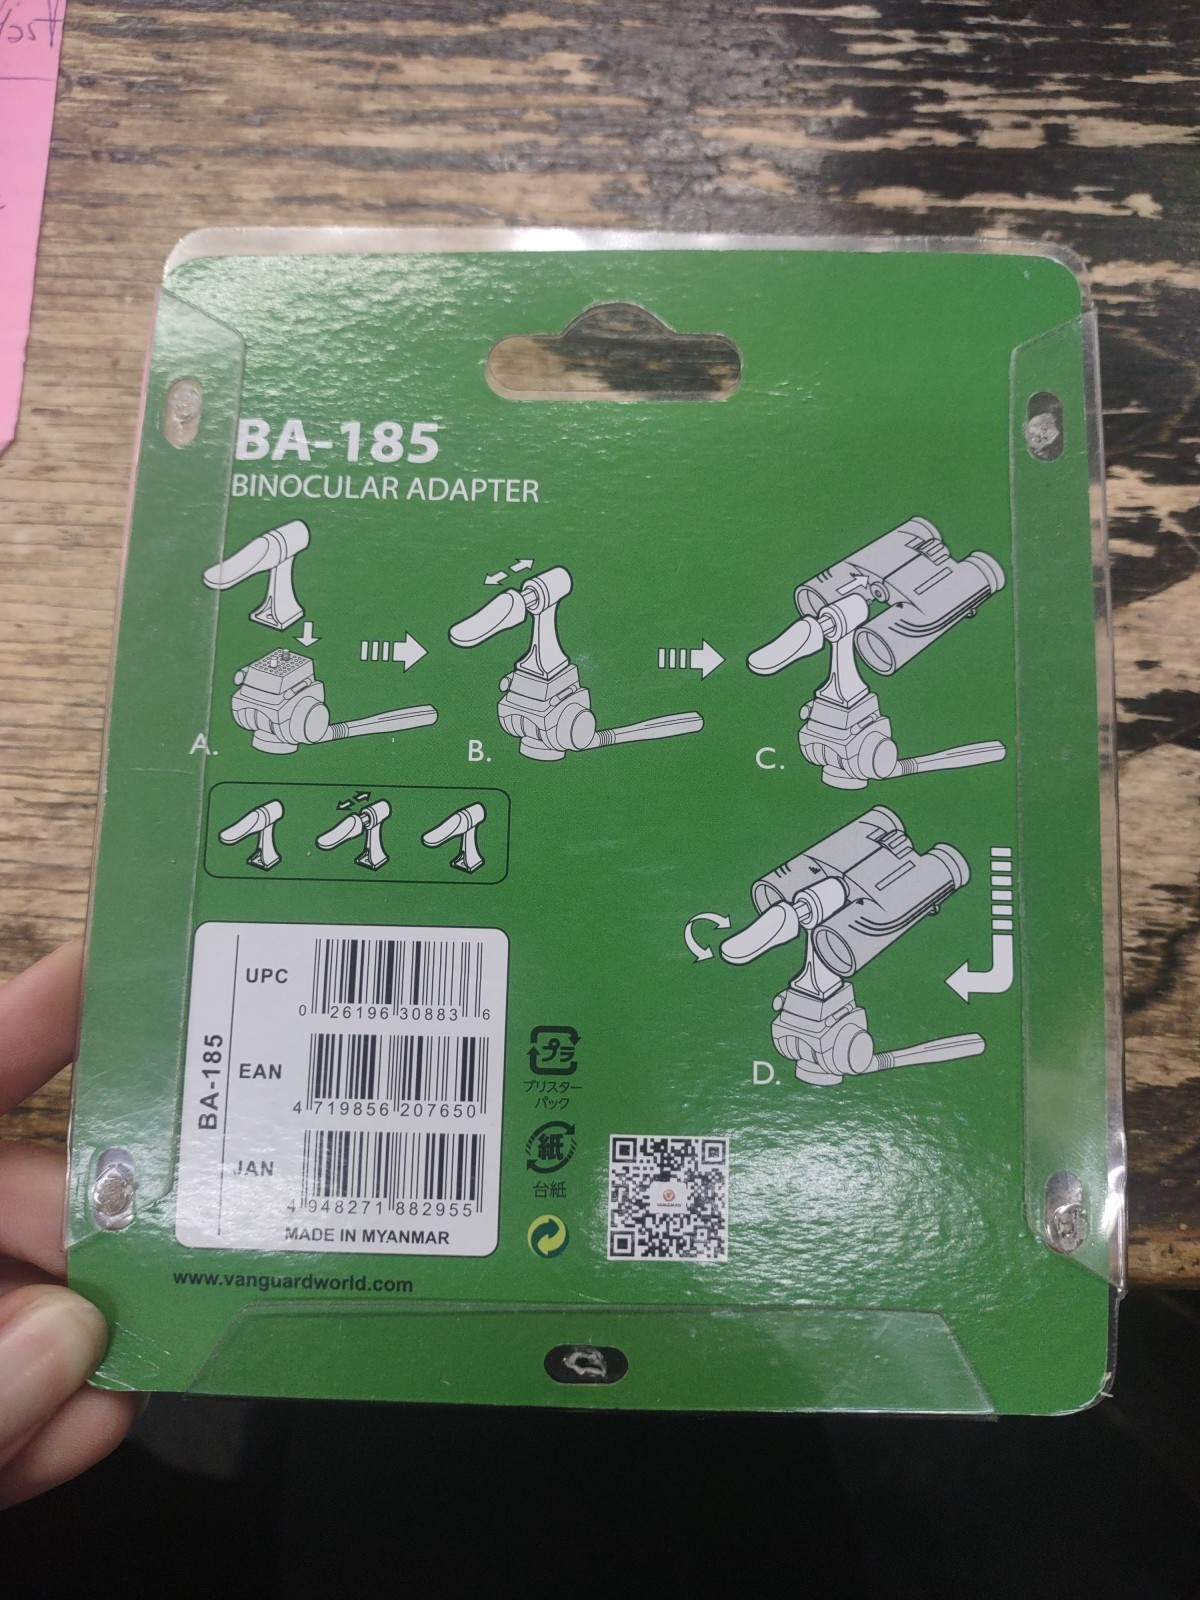 BA-185
BINOCULAR ADAPTER
A.
B.
C.
D.
BA-185
UPC
0 26196 30883 6
EAN
4 719856 207650
JAN
4 948271 882955
MADE IN MYANMAR
プラ
ブリスター
パック
紙
台紙
VANGUARD
www.vanguardworld.com